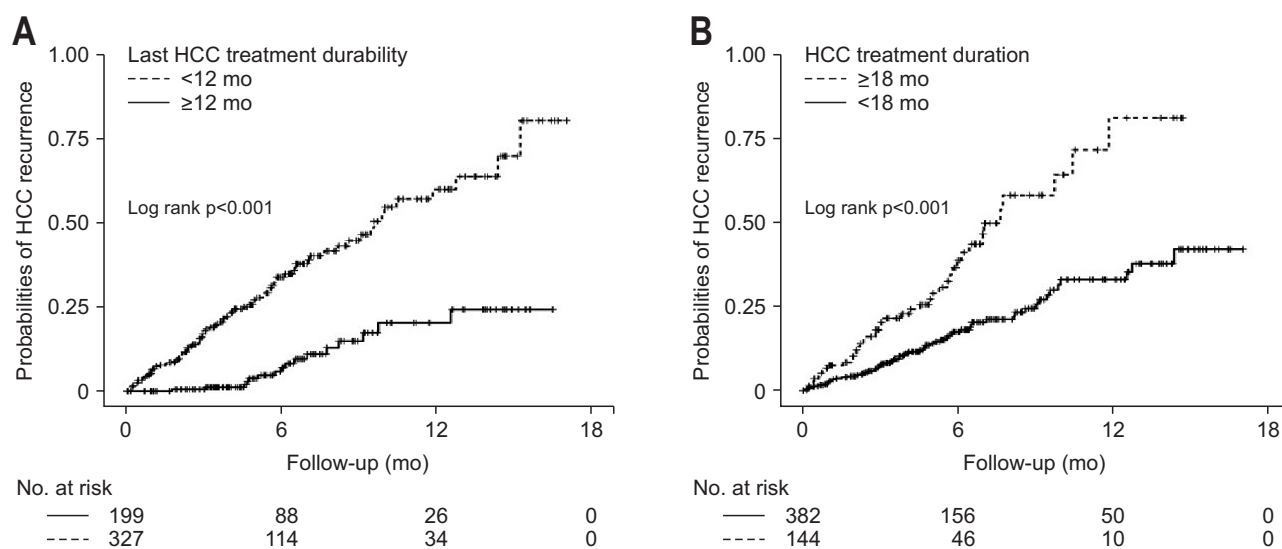 A
Last HCC treatment durability
<12 mo
≥12 mo
Log rank p<0.001
Probabilities of HCC recurrence
1.00
0.75
0.50
0.25
0
0 6 12 18
Follow-up (mo)
No. at risk
199 88 26 0
327 114 34 0
B
HCC treatment duration
≥18 mo
<18 mo
Log rank p<0.001
Probabilities of HCC recurrence
1.00
0.75
0.50
0.25
0
0 6 12 18
Follow-up (mo)
No. at risk
382 156 50 0
144 46 10 0